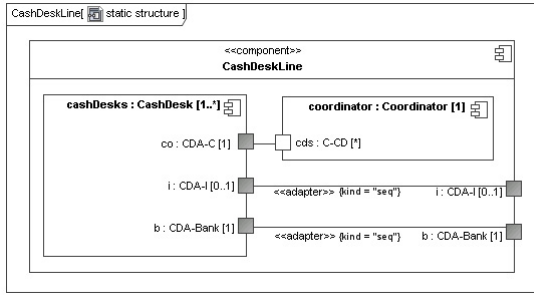 CashDeskLine[ static structure ]
<<component>>
CashDeskLine
cashDesks : CashDesk [1..*]
coordinator : Coordinator [1]
co : CDA-C [1]
cds : C-CD [*]
i : CDA-I [0..1]
<<adapter>> {kind = "seq"}
i : CDA-I [0..1]
b : CDA-Bank [1]
<<adapter>> {kind = "seq"}
b : CDA-Bank [1]